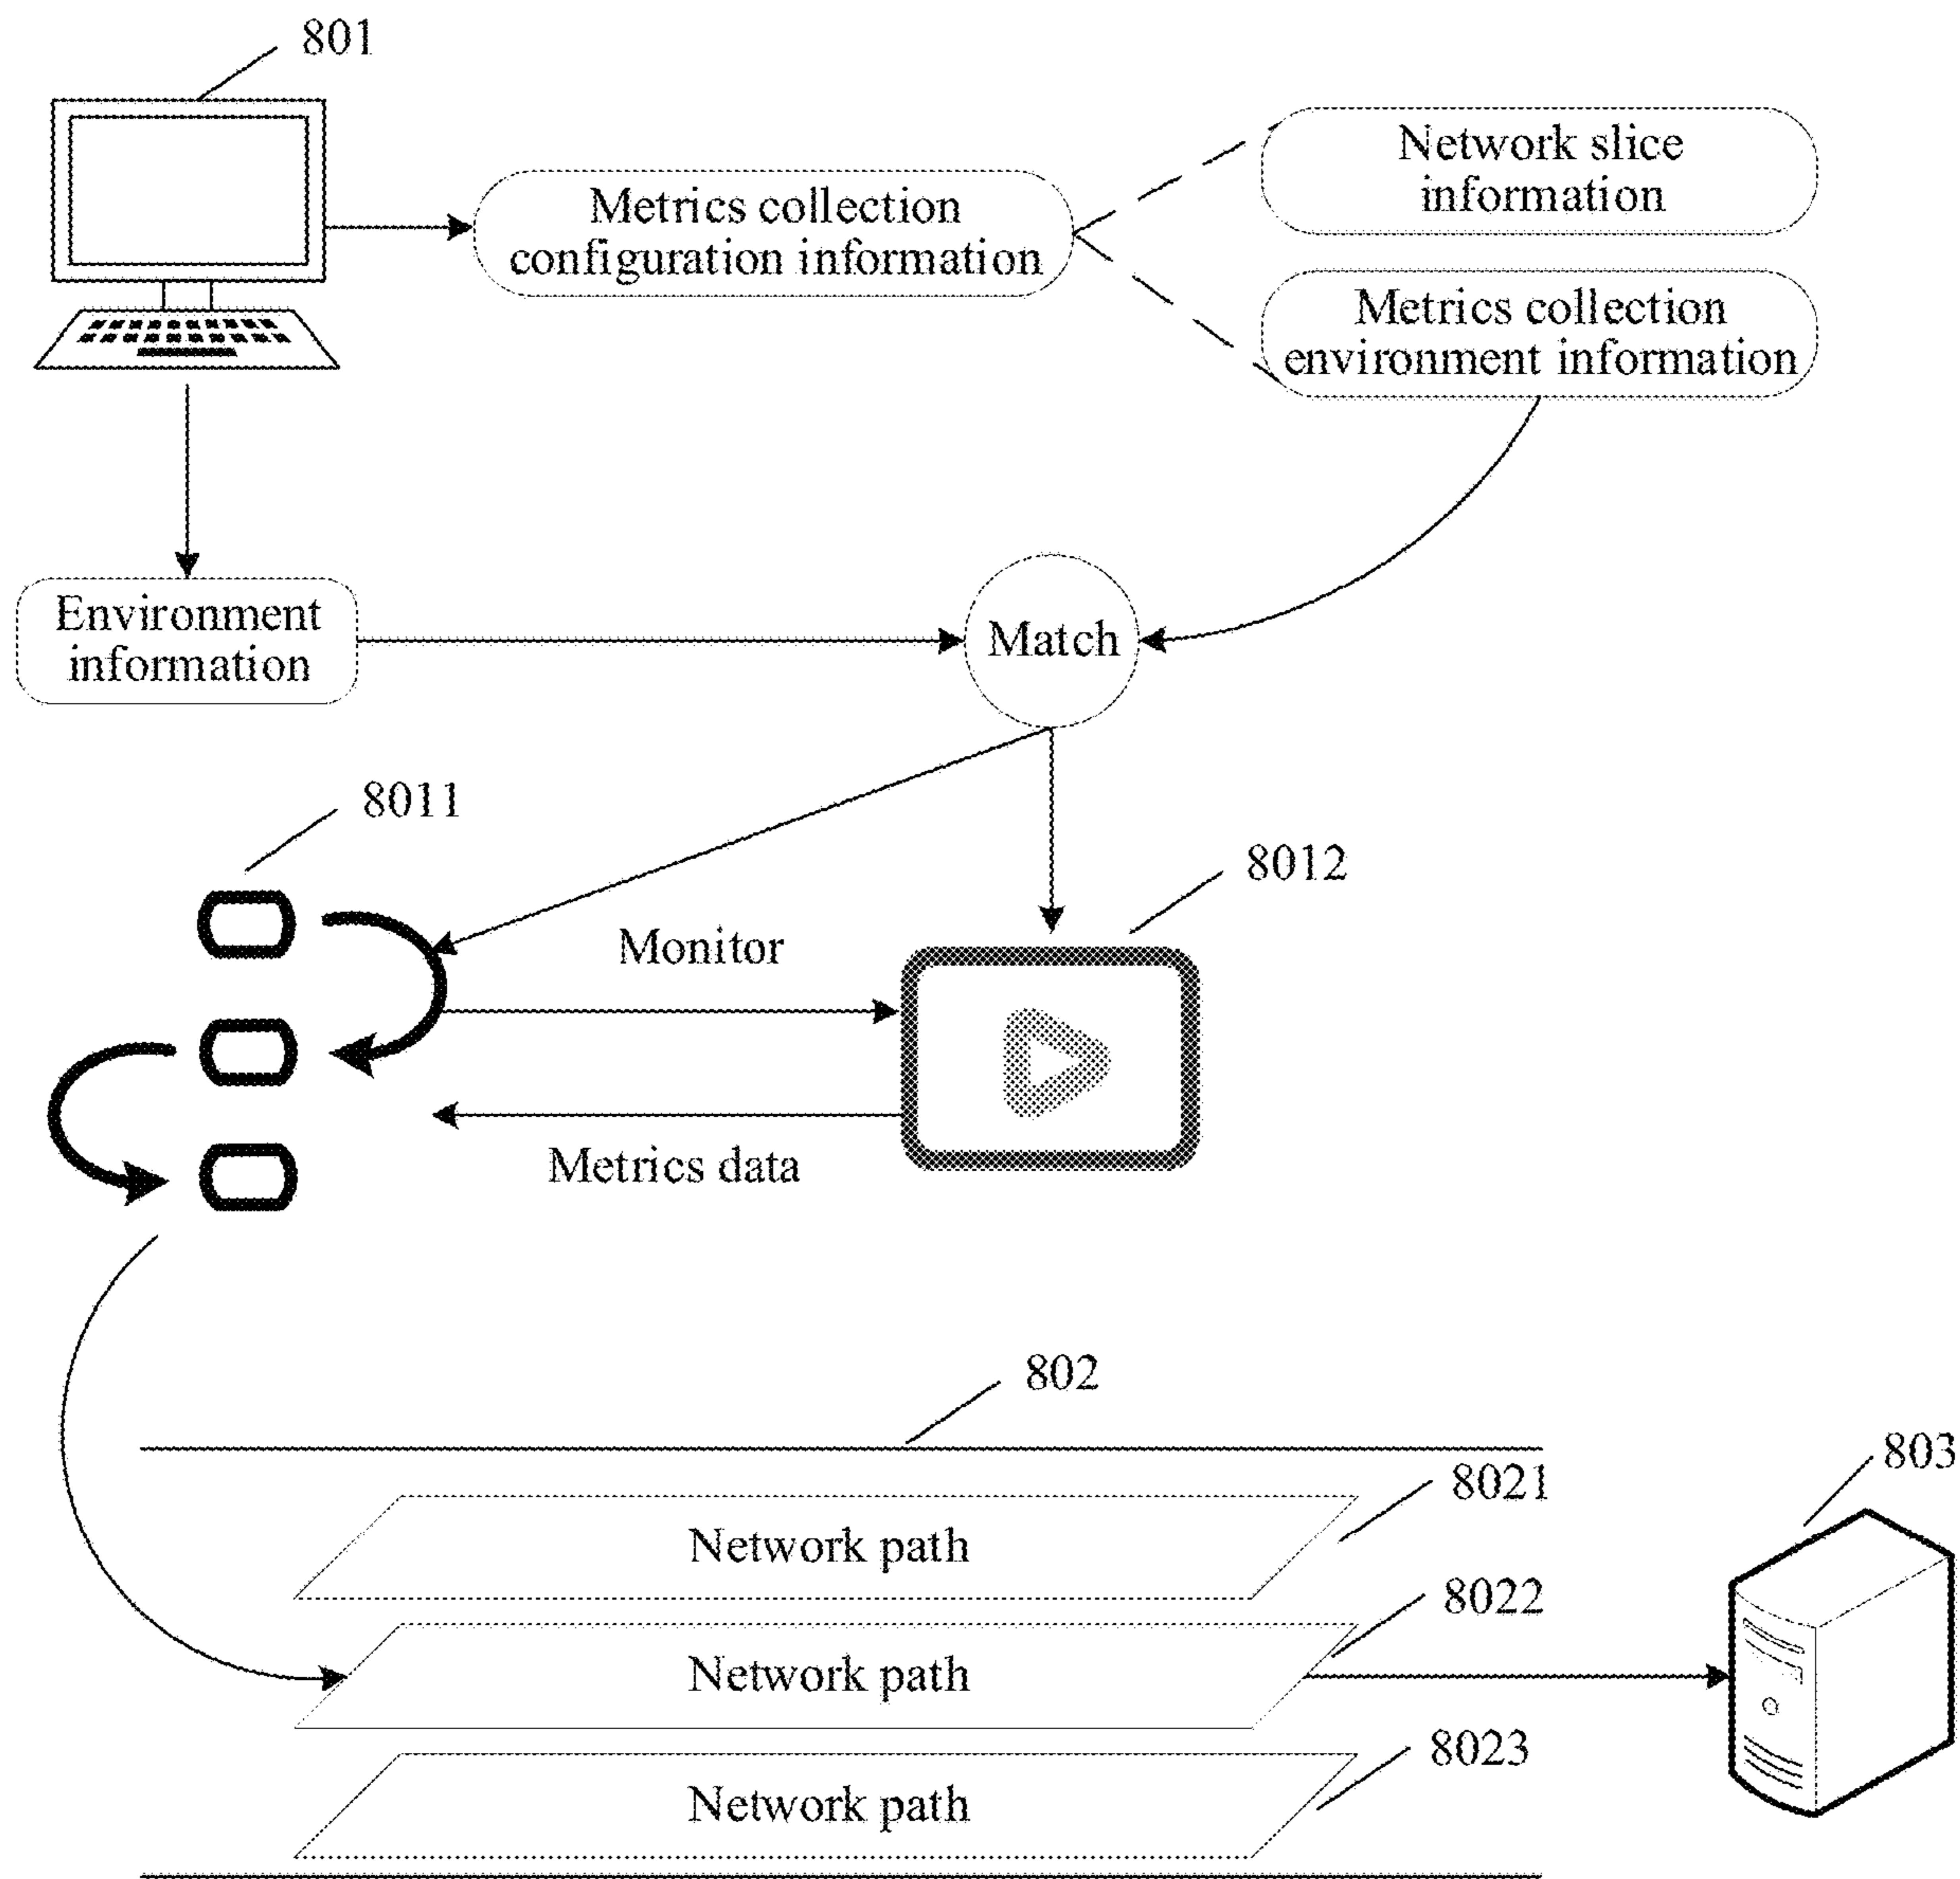 801
Network slice
information
Metrics collection
configuration information
Metrics collection
environment information
Environment
information
Match
8011
8012
Monitor
Metrics data
802
803
8021
Network path
8022
Network path
8023
Network path